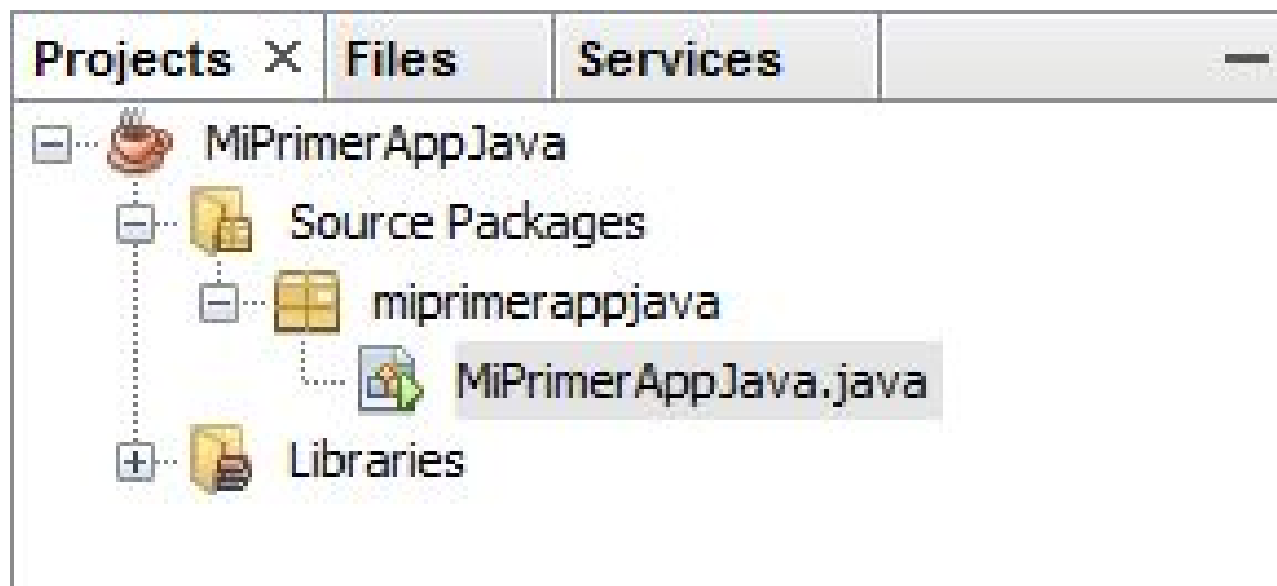 Projects Files Services
MiPrimerAppJava
Source Packages
miprimerappjava
MiPrimerAppJava.java
Libraries